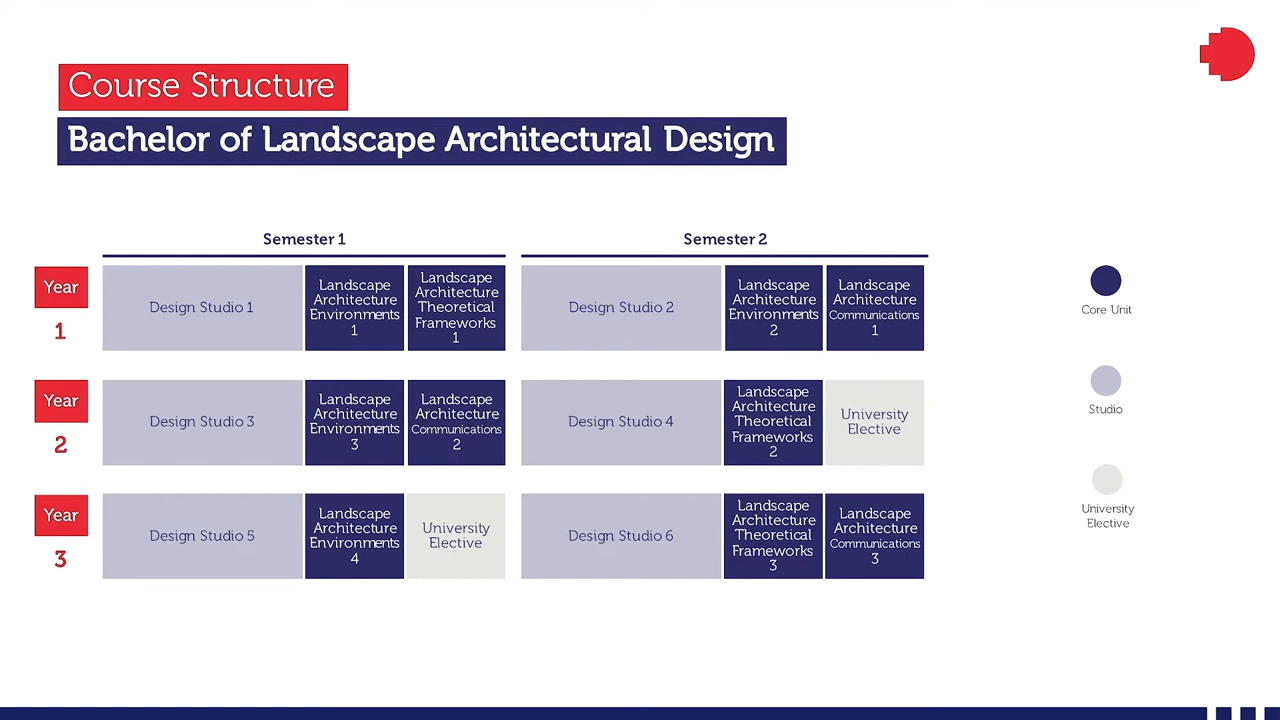 Course Structure
Bachelor of Landscape Architectural Design
Semester 1
Semester 2
Year
1
Design Studio 1
Landscape
Architecture
Environments
1
Landscape
Architecture
Theoretical
Frameworks
1
Design Studio 2
Landscape
Architecture
Environments
2
Landscape
Architecture
Communications
1
Year
2
Design Studio 3
Landscape
Architecture
Environments
3
Landscape
Architecture
Communications
2
Design Studio 4
Landscape
Architecture
Theoretical
Frameworks
2
University
Elective
Year
3
Design Studio 5
Landscape
Architecture
Environments
4
University
Elective
Design Studio 6
Landscape
Architecture
Theoretical
Frameworks
3
Landscape
Architecture
Communications
3
Core Unit
Studio
University
Elective